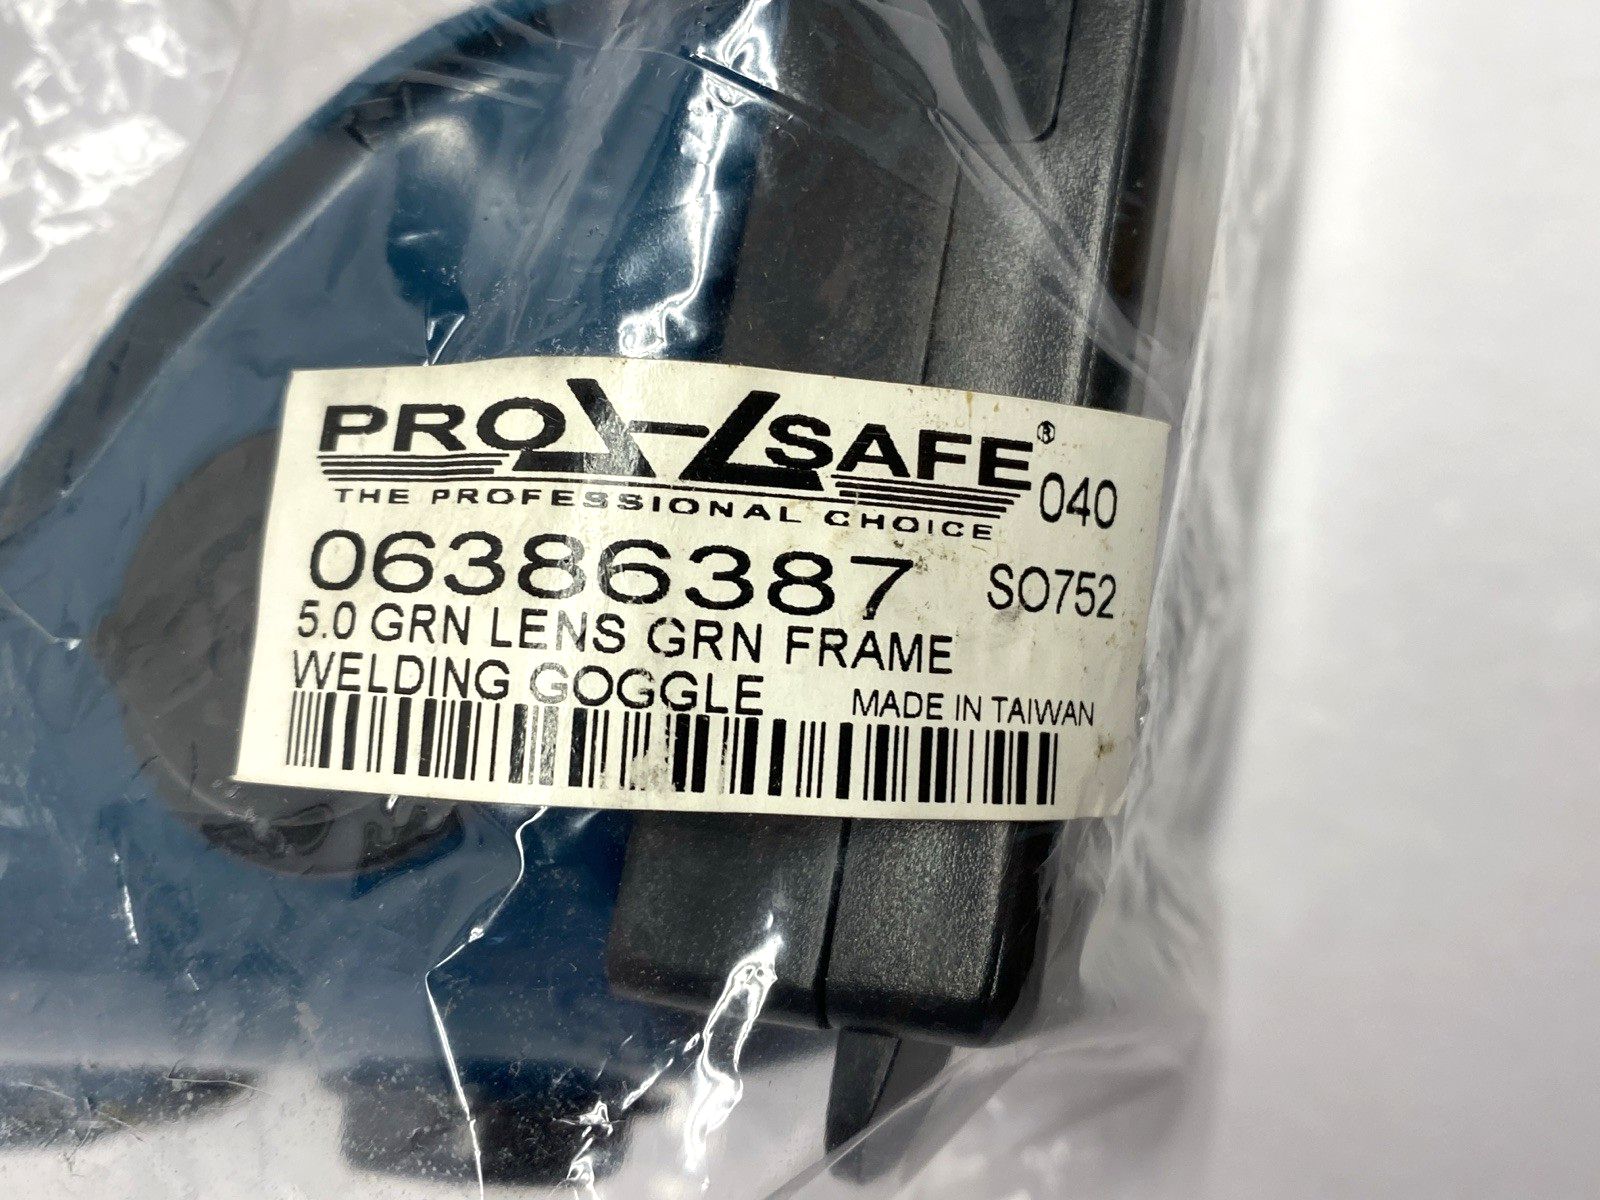 PRO SAFE®
THE PROFESSIONAL CHOICE
040
06386387 SO752
5.0 GRN LENS GRN FRAME
WELDING GOGGLE
MADE IN TAIWAN